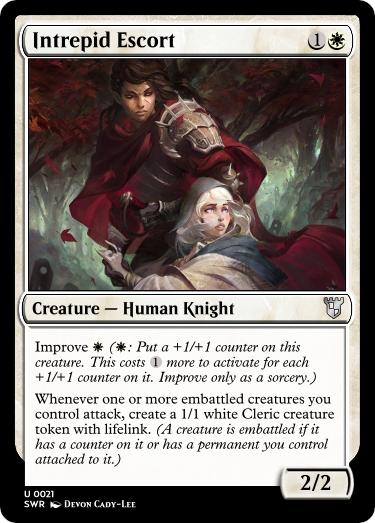 Intrepid Escort 1
Creature — Human Knight
Improve (: Put a +1/+1 counter on this
creature. This costs 1 more to activate for each
+1/+1 counter on it. Improve only as a sorcery.)
Whenever one or more embattled creatures you
control attack, create a 1/1 white Cleric creature
token with lifelink. (A creature is embattled if it
has a counter on it or has a permanent you control
attached to it.)
2/2
U 0021
SWR Devon Cady-Lee